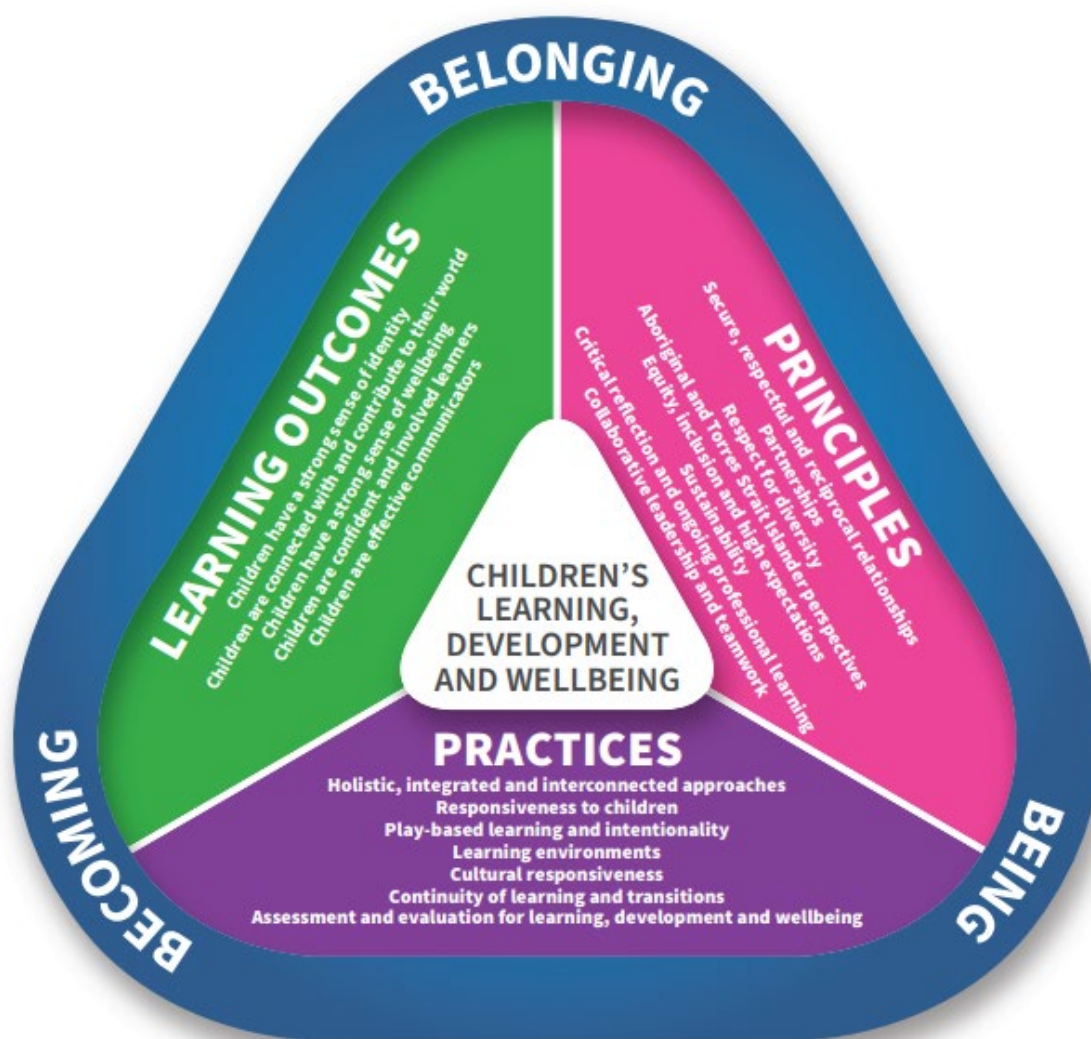 BELONGING
LEARNING OUTCOMES
Children have a strong sense of identity
Children are connected with and contribute to their world
Children have a strong sense of wellbeing
Children are confident and involved learners
Children are effective communicators
PRINCIPLES
Secure, respectful and reciprocal relationships
Partnerships
Respect for diversity
Aboriginal and Torres Strait Islander perspectives
Equity, inclusion and high expectations
Sustainability
Critical reflection and ongoing professional learning
Collaborative leadership and teamwork
CHILDREN’S
LEARNING,
DEVELOPMENT
AND WELLBEING
PRACTICES
Holistic, integrated and interconnected approaches
Responsiveness to children
Play-based learning and intentionality
Learning environments
Cultural responsiveness
Continuity of learning and transitions
Assessment and evaluation for learning, development and wellbeing
BECOMING
BEING